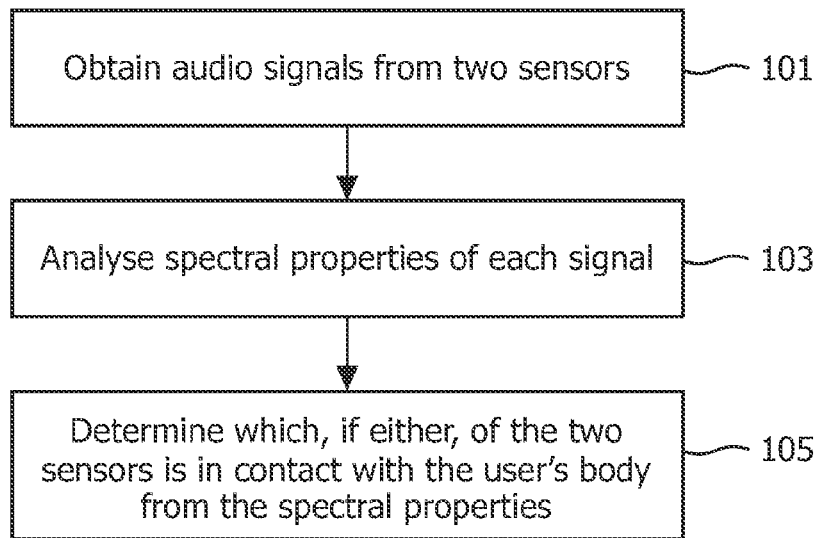 Obtain audio signals from two sensors
101
Analyse spectral properties of each signal
103
Determine which, if either, of the two
sensors is in contact with the user's body
from the spectral properties
105